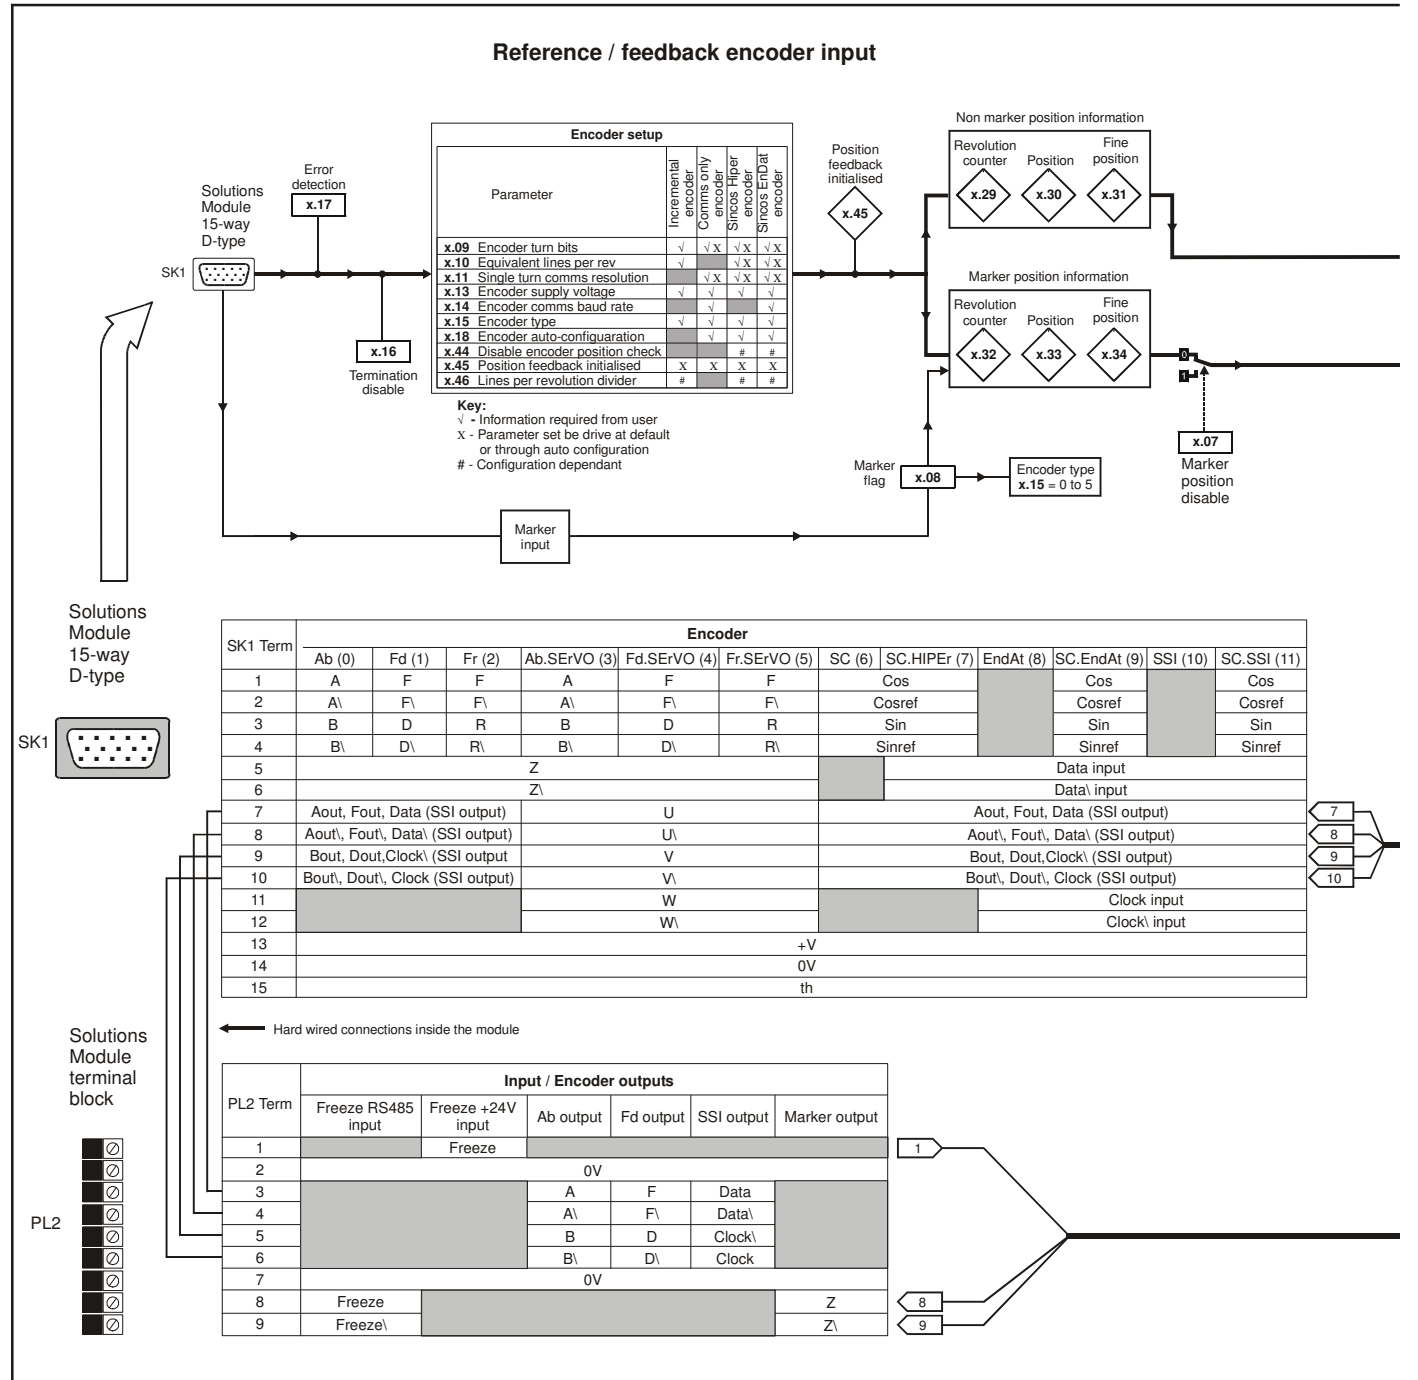 Reference / feedback encoder input
Solutions
Module
15-way
D-type
SK1
Error
detection
x.17
x.16
Termination
disable
Encoder setup
Parameter
Incremental
encoder
Comms only
encoder
Sincos Hiper
encoder
Sincos EnDat
encoder
x.09 Encoder turn bits √ √ X √ X √ X
x.10 Equivalent lines per rev √ √ X √ X
x.11 Single turn comms resolution √ X √ X √ X
x.13 Encoder supply voltage √ √ √ √
x.14 Encoder comms baud rate √ √
x.15 Encoder type √ √ √ √
x.18 Encoder auto-configuaration √ √ √
x.44 Disable encoder position check # #
x.45 Position feedback initialised X X X X
x.46 Lines per revolution divider # # #
Key:
√ - Information required from user
X - Parameter set be drive at default
or through auto configuration
# - Configuration dependant
Position
feedback
initialised
x.45
Non marker position information
Revolution
counter
Position
Fine
position
x.29 x.30 x.31
Marker position information
Revolution
counter
Position
Fine
position
x.32 x.33 x.34
0
1
x.07
Marker
position
disable
Marker
flag
x.08
Encoder type
x.15 = 0 to 5
Marker
input
Solutions
Module
15-way
D-type
SK1
SK1 Term Encoder
Ab (0) Fd (1) Fr (2) Ab.SErVO (3) Fd.SErVO (4) Fr.SErVO (5) SC (6) SC.HIPEr (7) EndAt (8) SC.EndAt (9) SSI (10) SC.SSI (11)
1 A F F A F F Cos Cos Cos
2 A\ F\ F\ A\ F\ F\ Cosref Cosref Cosref
3 B D R B D R Sin Sin Sin
4 B\ D\ R\ B\ D\ R\ Sinref Sinref Sinref
5 Z Data input
6 Z\ Data\ input
7 Aout, Fout, Data (SSI output) U Aout, Fout, Data (SSI output) 7
8 Aout\, Fout\, Data\ (SSI output) U\ Aout\, Fout\, Data\ (SSI output) 8
9 Bout, Dout,Clock\ (SSI output V Bout, Dout,Clock\ (SSI output) 9
10 Bout\, Dout\, Clock (SSI output) V\ Bout\, Dout\, Clock (SSI output) 10
11 W Clock input
12 W\ Clock\ input
13 +V
14 0V
15 th
Hard wired connections inside the module
Solutions
Module
terminal
block
PL2
PL2 Term Input / Encoder outputs
Freeze RS485
input
Freeze +24V
input
Ab output Fd output SSI output Marker output
1 Freeze 1
2 0V
3 A F Data
4 A\ F\ Data\
5 B D Clock\
6 B\ D\ Clock
7 0V
8 Freeze Z 8
9 Freeze\ Z\ 9